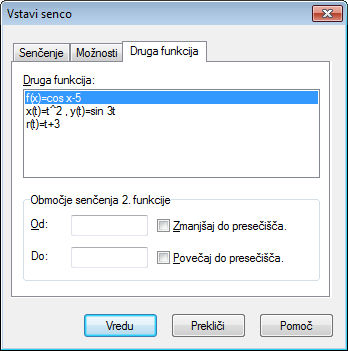 Vstavi senco
Senčenje Možnosti Druga funkcija
Druga funkcija:
f(x)=cos x-5
x(t)=t^2 , y(t)=sin 3t
r(t)=t+3
Območje senčenja 2. funkcije
Od: Zmanjšaj do presečišča.
Do: Povečaj do presečišča.
Vredu Prekliči Pomoč